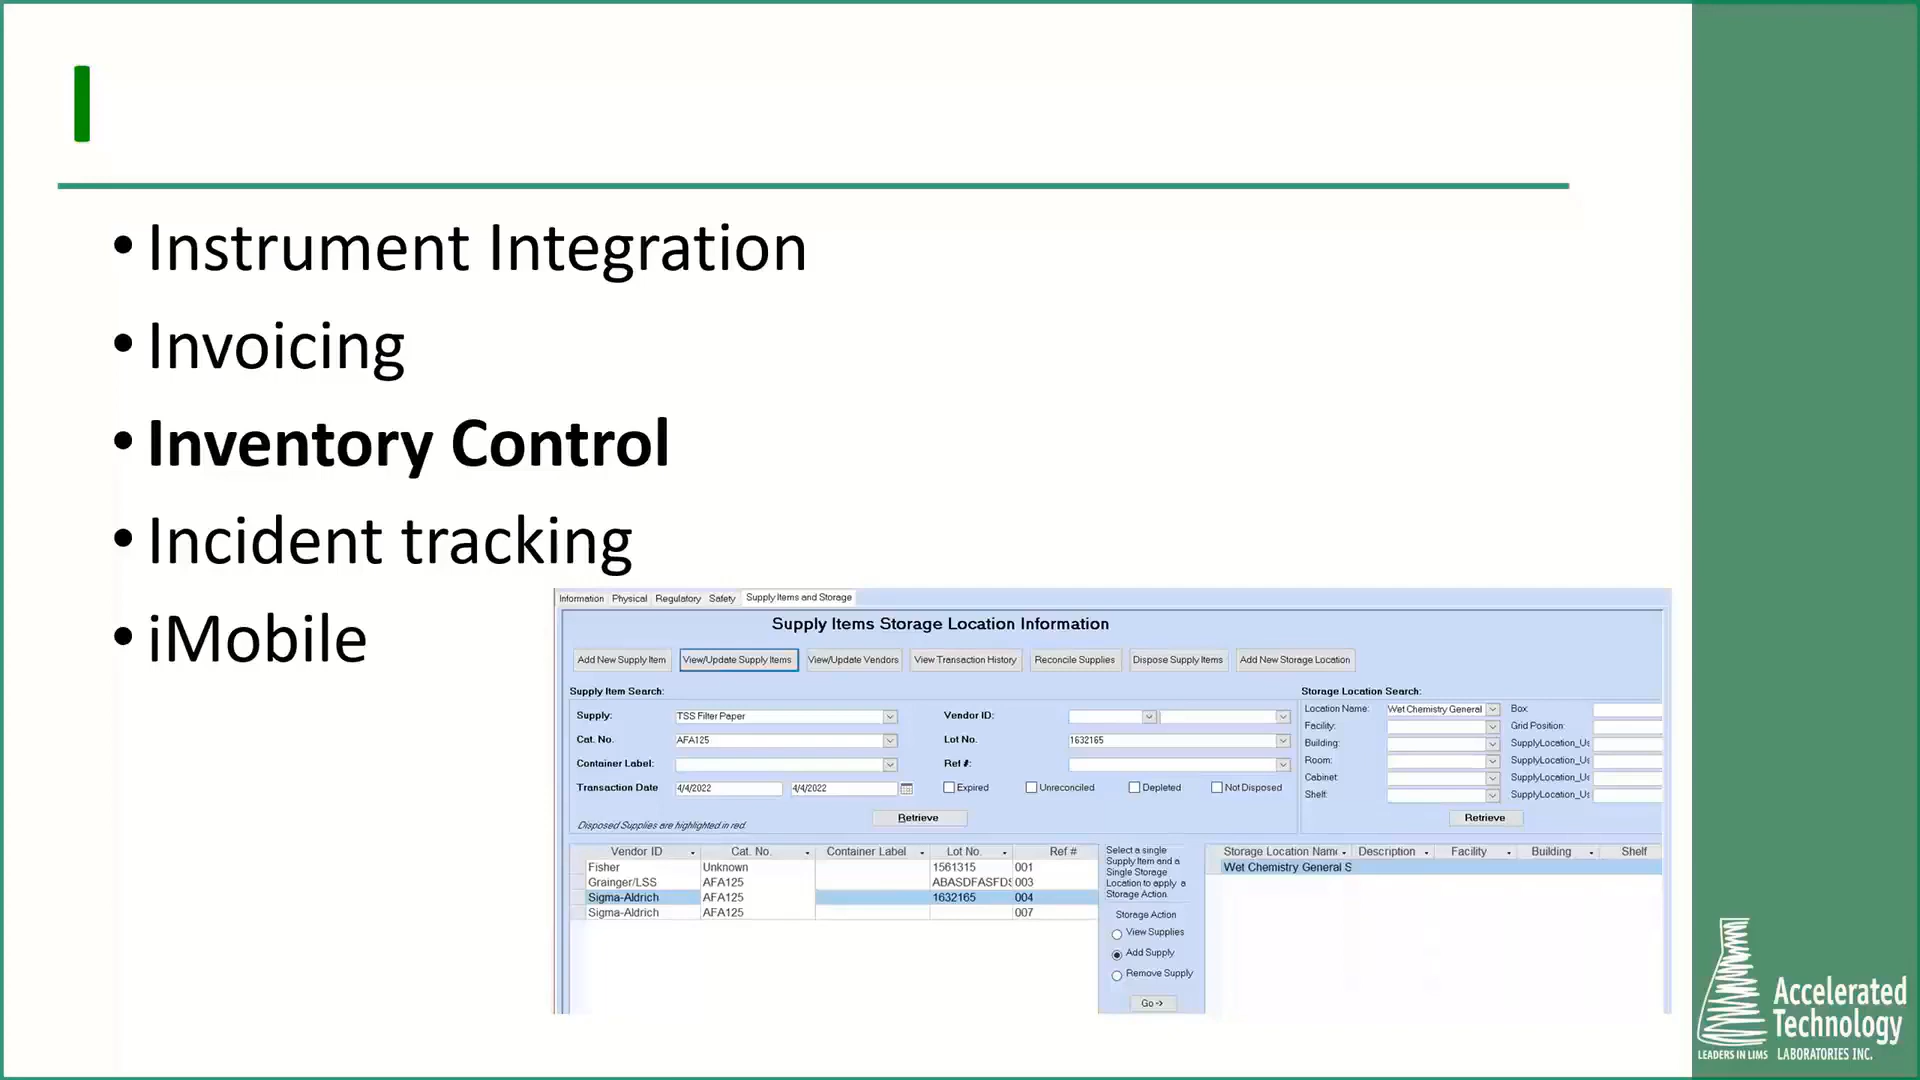 I
• Instrument Integration
• Invoicing
• Inventory Control
• Incident tracking
• iMobile
Information Physical Regulatory Safety Supply Items and Storage
Supply Items Storage Location Information
Add New Supply Item View/Update Supply Items View/Update Vendors View Transaction History Reconcile Supplies Dispose Supply Items Add New Storage Location
Supply Item Search:
Supply: TSS Filter Paper Vendor ID:
Cat. No. AFA125 Lot No. 1632165
Container Label: Ref #:
Transaction Date 4/4/2022 4/4/2022 Expired Unreconciled Depleted Not Disposed
Disposed Supplies are highlighted in red. Retrieve
Storage Location Search:
Location Name: Wet Chemistry General Box:
Facility: Grid Position:
Building: SupplyLocation_Us
Room: SupplyLocation_Us
Cabinet: SupplyLocation_Us
Shelf: SupplyLocation_Us
Retrieve
Vendor ID Cat. No. Container Label Lot No. Ref #
Fisher Unknown 1561315 001
Grainger/LSS AFA125 ABASDFASFDS 003
Sigma-Aldrich AFA125 1632165 004
Sigma-Aldrich AFA125 007
Select a single
Supply Item and a
Single Storage
Location to apply a
Storage Action.
Storage Action
View Supplies
Add Supply
Remove Supply
Go ->
Storage Location Name Description Facility Building Shelf
Wet Chemistry General S
Accelerated
Technology
LEADERS IN LIMS LABORATORIES INC.